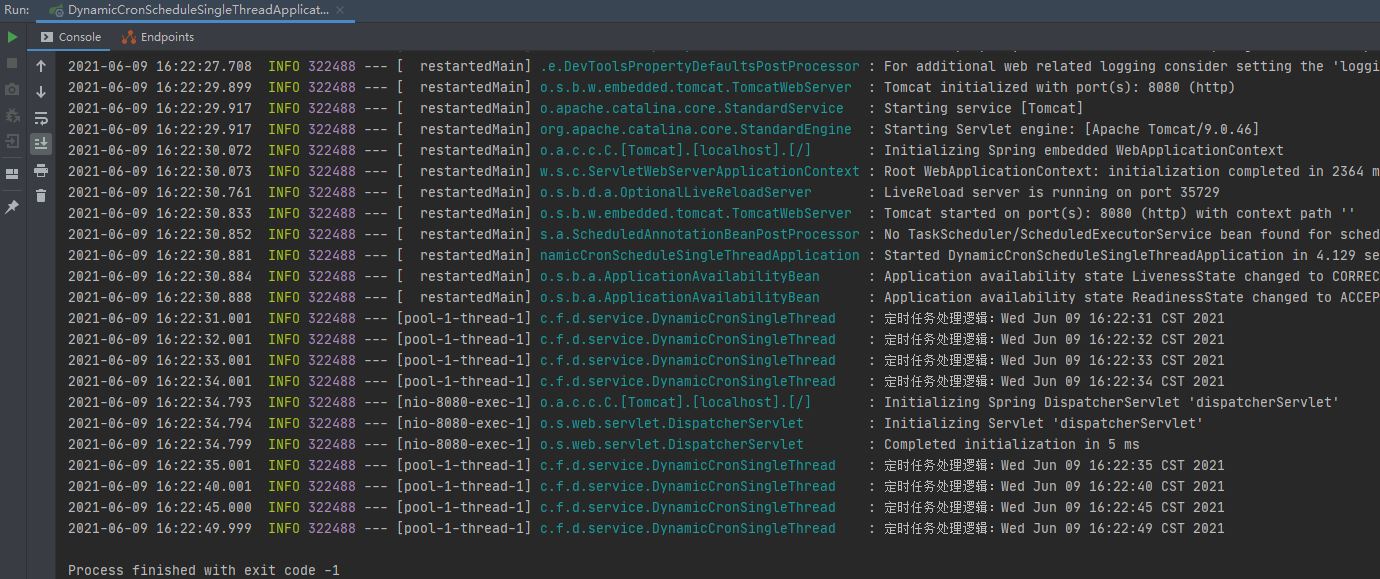 Run: DynamicCronScheduleSingleThreadApplicat... ×
Console Endpoints
2021-06-09 16:22:27.708 INFO 322488 --- [ restartedMain] .e.DevToolsPropertyDefaultsPostProcessor : For additional web related logging consider setting the 'loggi
2021-06-09 16:22:29.899 INFO 322488 --- [ restartedMain] o.s.b.w.embedded.tomcat.TomcatWebServer : Tomcat initialized with port(s): 8080 (http)
2021-06-09 16:22:29.917 INFO 322488 --- [ restartedMain] o.apache.catalina.core.StandardService : Starting service [Tomcat]
2021-06-09 16:22:29.917 INFO 322488 --- [ restartedMain] org.apache.catalina.core.StandardEngine : Starting Servlet engine: [Apache Tomcat/9.0.46]
2021-06-09 16:22:30.072 INFO 322488 --- [ restartedMain] o.a.c.c.C.[Tomcat].[localhost].[/] : Initializing Spring embedded WebApplicationContext
2021-06-09 16:22:30.073 INFO 322488 --- [ restartedMain] w.s.c.ServletWebServerApplicationContext : Root WebApplicationContext: initialization completed in 2364 m
2021-06-09 16:22:30.761 INFO 322488 --- [ restartedMain] o.s.b.d.a.OptionalLiveReloadServer : LiveReload server is running on port 35729
2021-06-09 16:22:30.833 INFO 322488 --- [ restartedMain] o.s.b.w.embedded.tomcat.TomcatWebServer : Tomcat started on port(s): 8080 (http) with context path ''
2021-06-09 16:22:30.852 INFO 322488 --- [ restartedMain] s.a.ScheduledAnnotationBeanPostProcessor : No TaskScheduler/ScheduledExecutorService bean found for sched
2021-06-09 16:22:30.881 INFO 322488 --- [ restartedMain] namicCronScheduleSingleThreadApplication : Started DynamicCronScheduleSingleThreadApplication in 4.129 se
2021-06-09 16:22:30.884 INFO 322488 --- [ restartedMain] o.s.b.a.ApplicationAvailabilityBean : Application availability state LivenessState changed to CORREC
2021-06-09 16:22:30.888 INFO 322488 --- [ restartedMain] o.s.b.a.ApplicationAvailabilityBean : Application availability state ReadinessState changed to ACCEP
2021-06-09 16:22:31.001 INFO 322488 --- [pool-1-thread-1] c.f.d.service.DynamicCronSingleThread : 定时任务处理逻辑：Wed Jun 09 16:22:31 CST 2021
2021-06-09 16:22:32.001 INFO 322488 --- [pool-1-thread-1] c.f.d.service.DynamicCronSingleThread : 定时任务处理逻辑：Wed Jun 09 16:22:32 CST 2021
2021-06-09 16:22:33.001 INFO 322488 --- [pool-1-thread-1] c.f.d.service.DynamicCronSingleThread : 定时任务处理逻辑：Wed Jun 09 16:22:33 CST 2021
2021-06-09 16:22:34.001 INFO 322488 --- [pool-1-thread-1] c.f.d.service.DynamicCronSingleThread : 定时任务处理逻辑：Wed Jun 09 16:22:34 CST 2021
2021-06-09 16:22:34.793 INFO 322488 --- [nio-8080-exec-1] o.a.c.c.C.[Tomcat].[localhost].[/] : Initializing Spring DispatcherServlet 'dispatcherServlet'
2021-06-09 16:22:34.794 INFO 322488 --- [nio-8080-exec-1] o.s.web.servlet.DispatcherServlet : Initializing Servlet 'dispatcherServlet'
2021-06-09 16:22:34.799 INFO 322488 --- [nio-8080-exec-1] o.s.web.servlet.DispatcherServlet : Completed initialization in 5 ms
2021-06-09 16:22:35.001 INFO 322488 --- [pool-1-thread-1] c.f.d.service.DynamicCronSingleThread : 定时任务处理逻辑：Wed Jun 09 16:22:35 CST 2021
2021-06-09 16:22:40.001 INFO 322488 --- [pool-1-thread-1] c.f.d.service.DynamicCronSingleThread : 定时任务处理逻辑：Wed Jun 09 16:22:40 CST 2021
2021-06-09 16:22:45.000 INFO 322488 --- [pool-1-thread-1] c.f.d.service.DynamicCronSingleThread : 定时任务处理逻辑：Wed Jun 09 16:22:45 CST 2021
2021-06-09 16:22:49.999 INFO 322488 --- [pool-1-thread-1] c.f.d.service.DynamicCronSingleThread : 定时任务处理逻辑：Wed Jun 09 16:22:49 CST 2021
Process finished with exit code -1